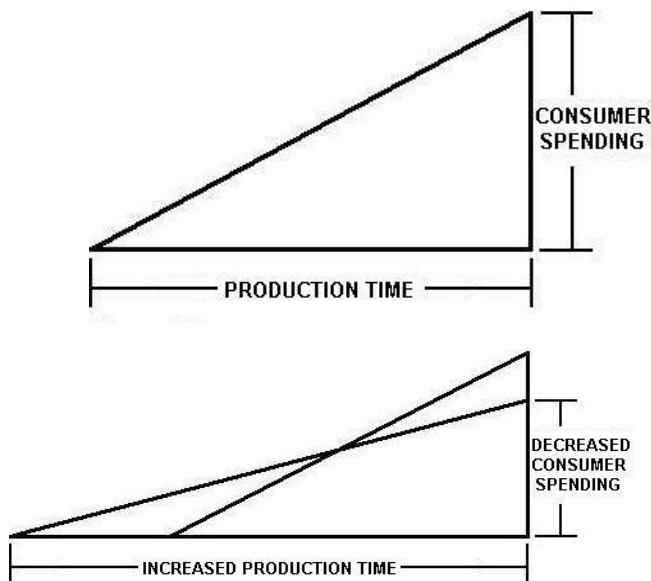 CONSUMER
SPENDING
PRODUCTION TIME
DECREASED
CONSUMER
SPENDING
INCREASED PRODUCTION TIME